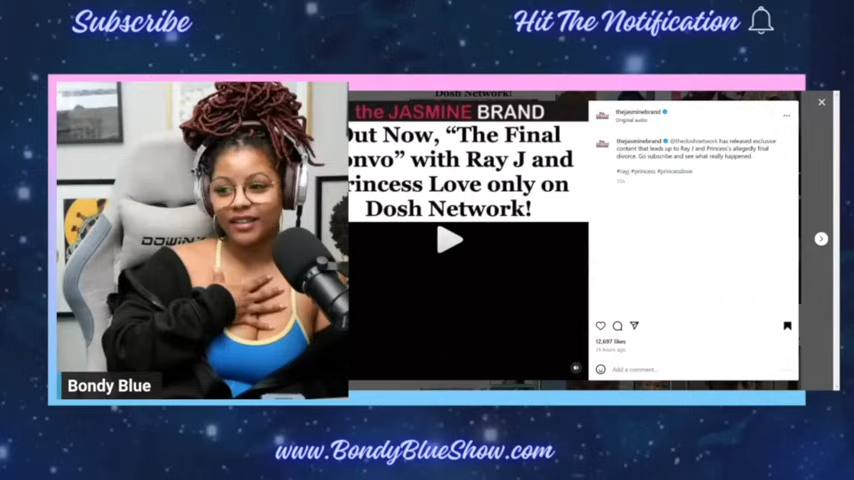 Subscribe
Hit The Notification
Dosh Network!
the JASMINE BRAND
Out Now, “The Final
onvo” with Ray J and
rincess Love only on
Dosh Network!
thejasminebrand
Original audio
thejasminebrand @thedoshnetwork has released exclusive
content that leads up to Ray J and Princess's allegedly final
divorce. Go subscribe and see what really happened.
#rayj #princess #princesslove
12,697 likes
Add a comment...
DOWINX
Bondy Blue
www.BondyBlueShow.com